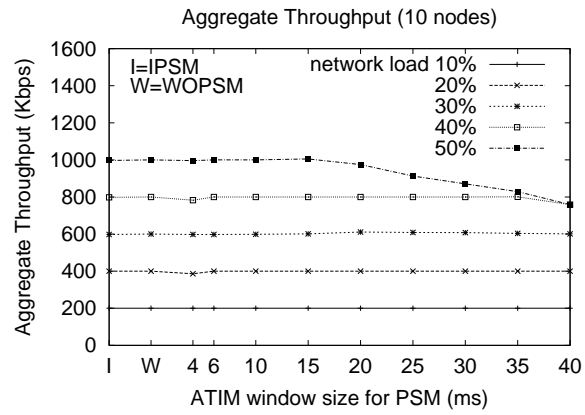 Aggregate Throughput (10 nodes)
1600
1400
1200
1000
800
600
400
200
0
Aggregate Throughput (Kbps)
I=IPSM
W=WOPSM
network load 10%
20%
30%
40%
50%
I W 4 6 10 15 20 25 30 35 40
ATIM window size for PSM (ms)